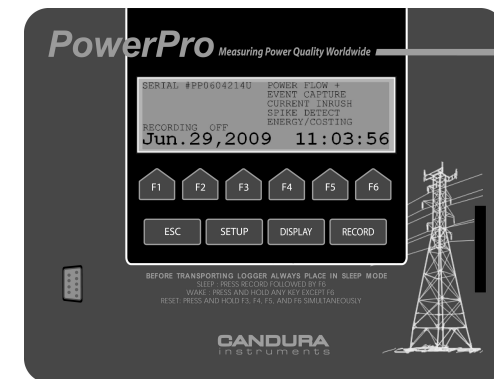 PowerPro Measuring Power Quality Worldwide
SERIAL #PP0604214U POWER FLOW +
EVENT CAPTURE
CURRENT INRUSH
SPIKE DETECT
RECORDING OFF ENERGY/COSTING
Jun.29,2009 11:03:56
F1 F2 F3 F4 F5 F6
ESC SETUP DISPLAY RECORD
BEFORE TRANSPORTING LOGGER ALWAYS PLACE IN SLEEP MODE
SLEEP : PRESS RECORD FOLLOWED BY F6
WAKE : PRESS AND HOLD ANY KEY EXCEPT F6
RESET: PRESS AND HOLD F3, F4, F5, AND F6 SIMULTANEOUSLY
CANDURA
instruments